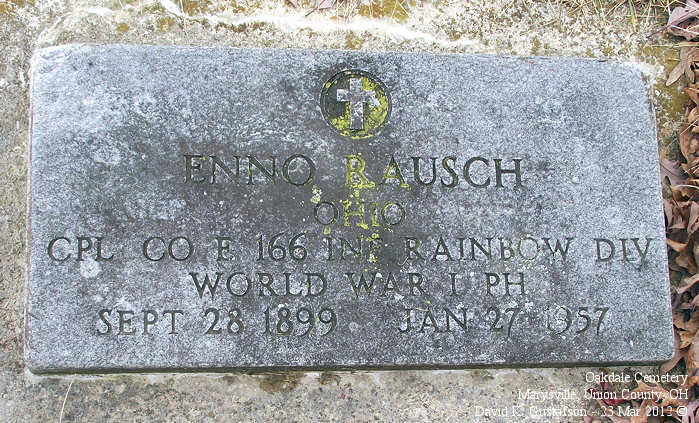 ENNO RAUSCH
OHIO
CPL CO E 166 INF RAINBOW DIV
WORLD WAR I PH
SEPT 28 1899 JAN 27 1957
Oakdale Cemetery
Marysville, Union County, OH
David K. Gustafson - 23 Mar 2012 ©